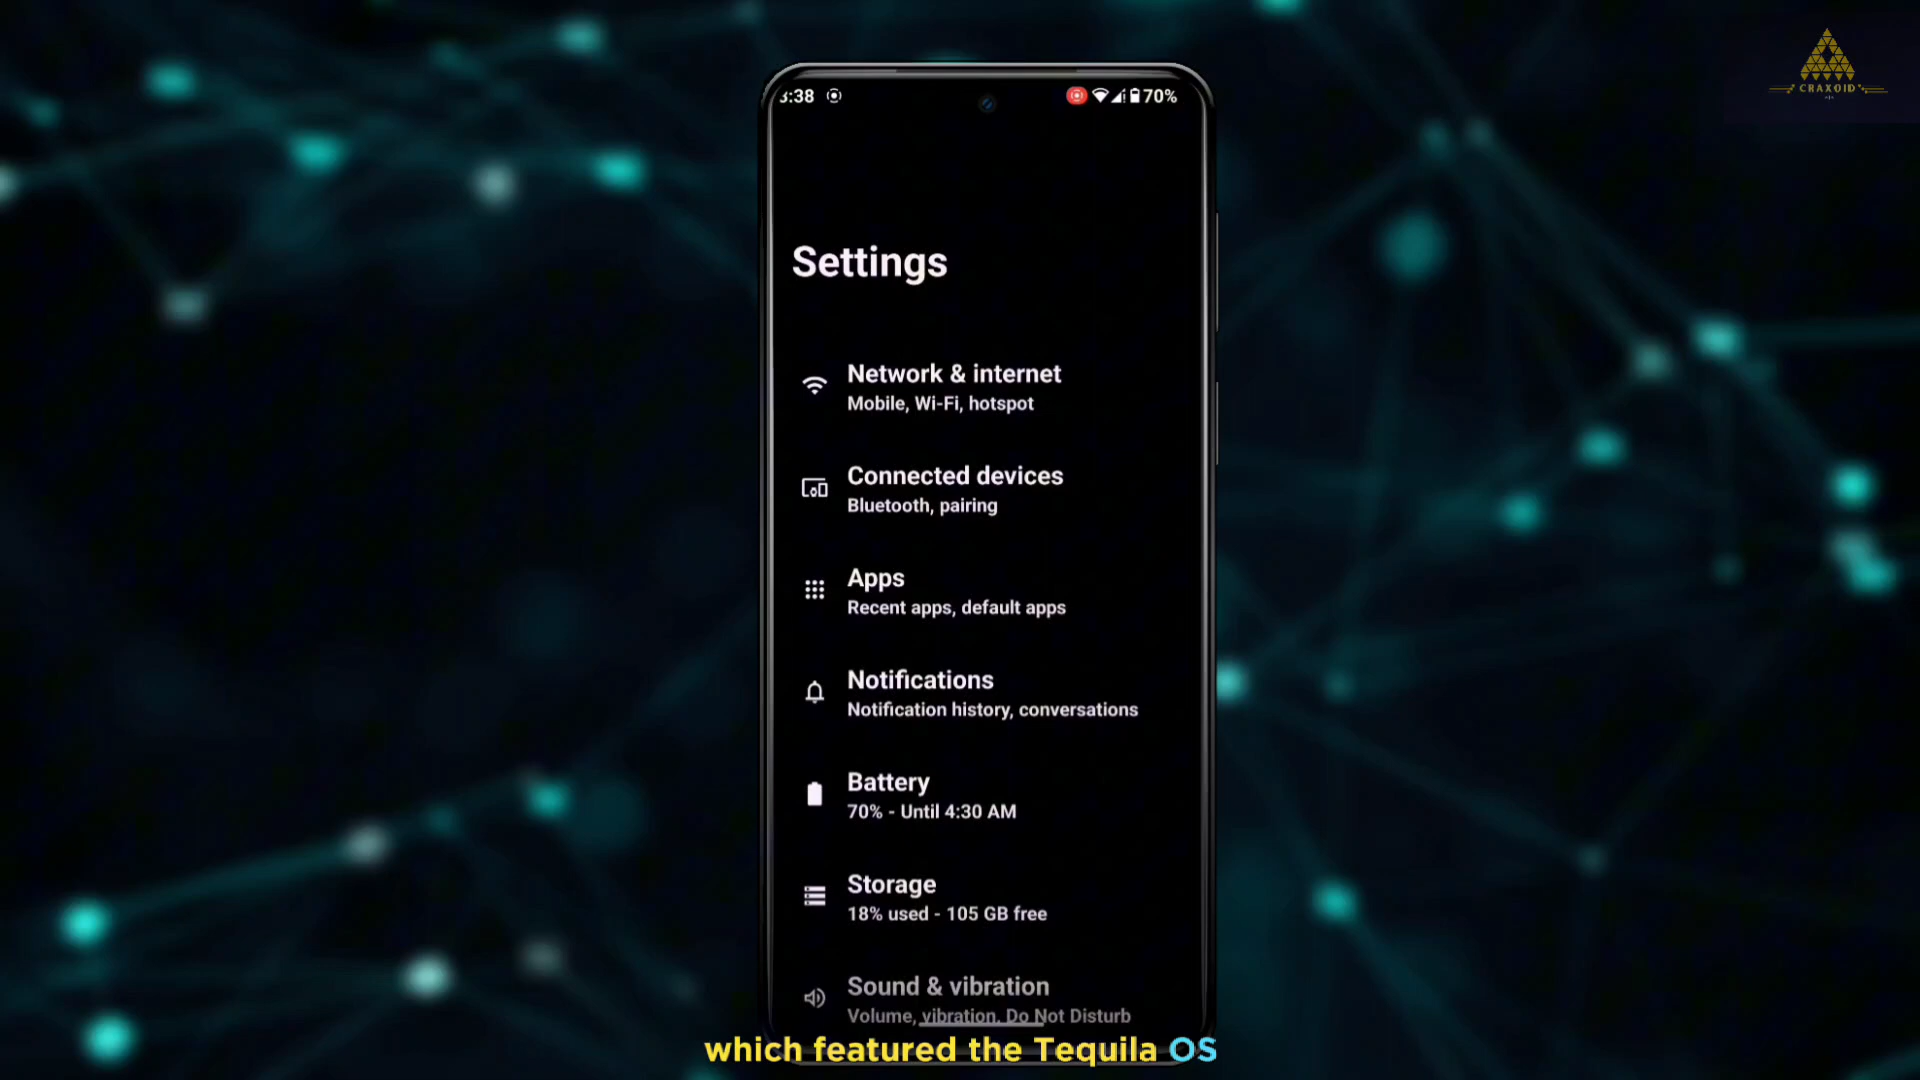 CRAXOID
3:38
70%
Settings
Network & internet
Mobile, Wi-Fi, hotspot
Connected devices
Bluetooth, pairing
Apps
Recent apps, default apps
Notifications
Notification history, conversations
Battery
70% - Until 4:30 AM
Storage
18% used - 105 GB free
Sound & vibration
Volume, vibration, Do Not Disturb
which featured the Tequila OS